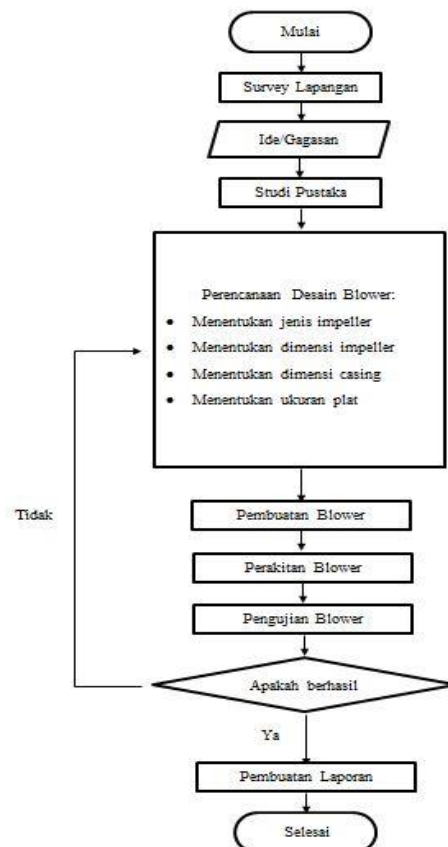 Mulai
Survey Lapangan
Ide/Gagasan
Studi Pustaka
Perencanaan Desain Blower:
• Menentukan jenis impeller
• Menentukan dimensi impeller
• Menentukan dimensi casing
• Menentukan ukuran plat
Tidak
Pembuatan Blower
Perakitan Blower
Pengujian Blower
Apakah berhasil
Ya
Pembuatan Laporan
Selesai